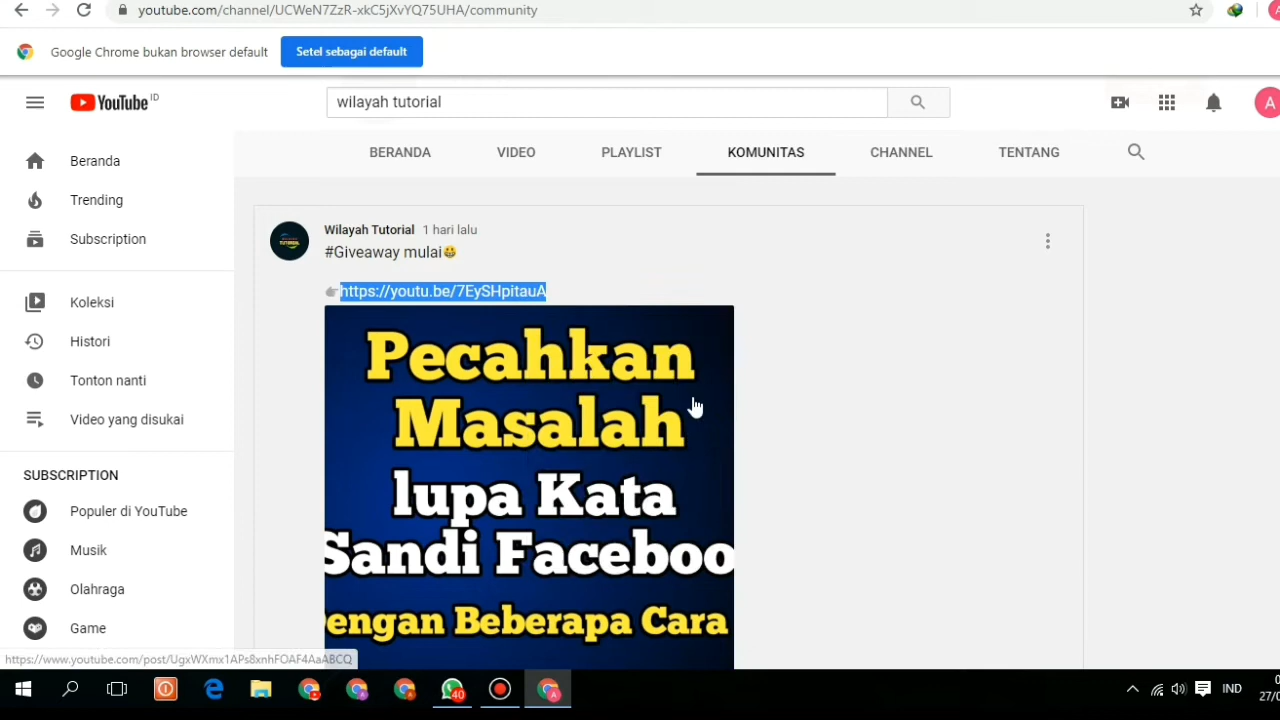 youtube.com/channel/UCWeN7ZzR-xkC5jXvYQ75UHA/community
Google Chrome bukan browser default
Setel sebagai default
YouTube ID
wilayah tutorial
A
BERANDA VIDEO PLAYLIST KOMUNITAS CHANNEL TENTANG
Beranda
Trending
Subscription
Koleksi
Histori
Tonton nanti
Video yang disukai
SUBSCRIPTION
Populer di YouTube
Musik
Olahraga
Game
Wilayah Tutorial 1 hari lalu
#Giveaway mulai😀
👉https://youtu.be/7EySHpitauA
Pecahkan
Masalah
lupa Kata
Sandi Faceboo
engan Beberapa Cara
https://www.youtube.com/post/UgxWXmx1APs8xnhFOAF4AaABCQ
40
A
IND
27/0